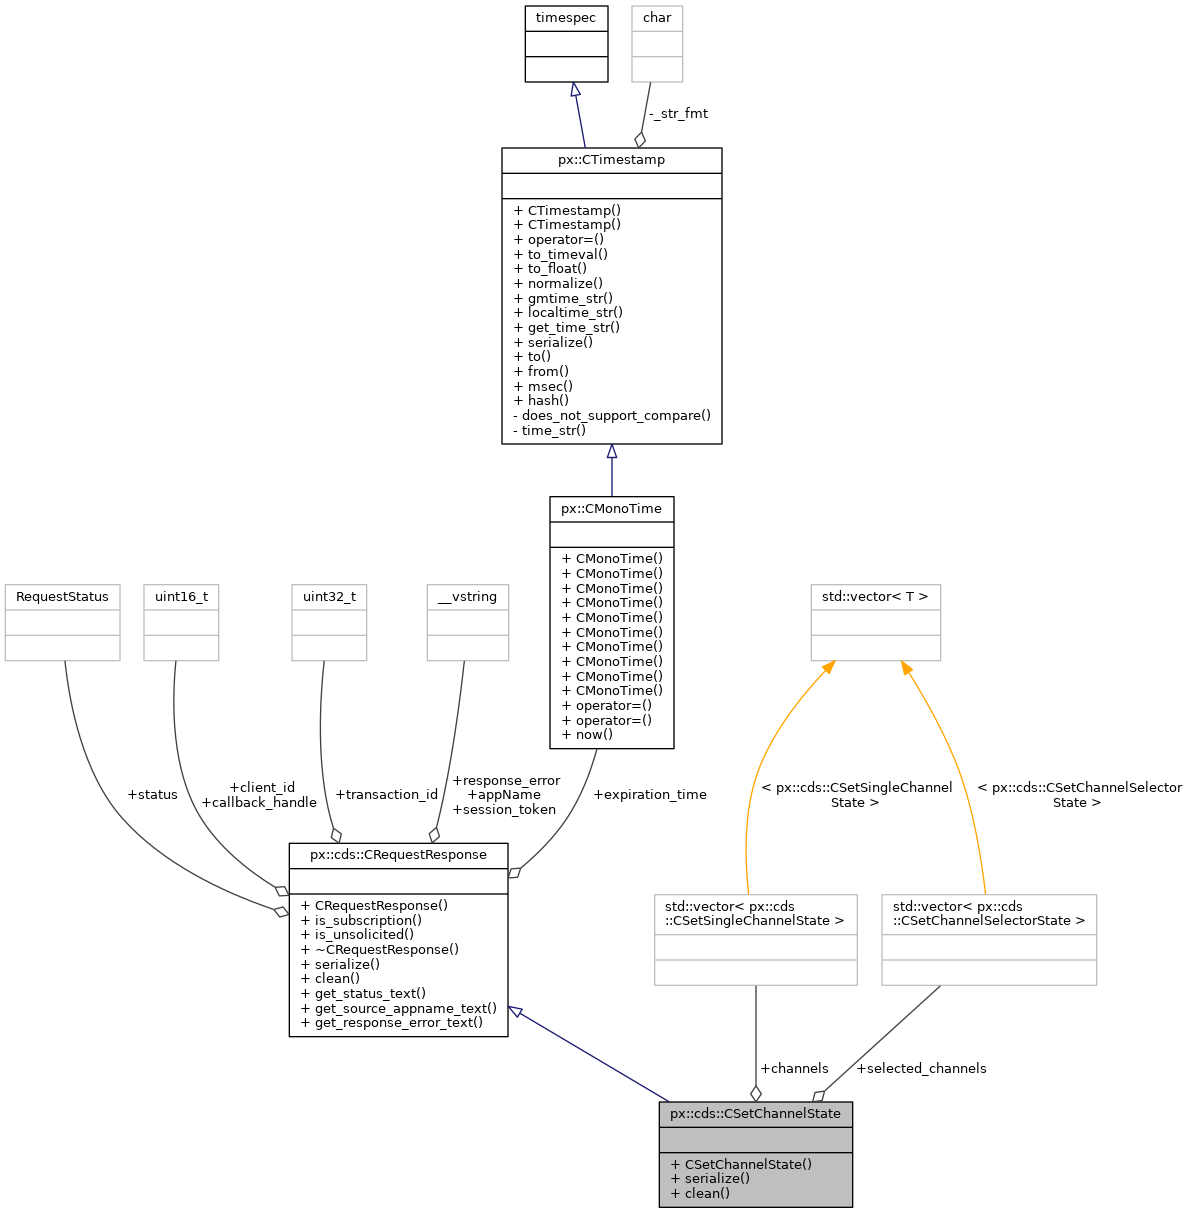 timespec
char
-_str_fmt
px::CTimestamp
+ CTimestamp()
+ CTimestamp()
+ operator=()
+ to_timeval()
+ to_float()
+ normalize()
+ gmtime_str()
+ localtime_str()
+ get_time_str()
+ serialize()
+ to()
+ from()
+ msec()
+ hash()
- does_not_support_compare()
- time_str()
px::CMonoTime
+ CMonoTime()
+ CMonoTime()
+ CMonoTime()
+ CMonoTime()
+ CMonoTime()
+ CMonoTime()
+ CMonoTime()
+ CMonoTime()
+ CMonoTime()
+ CMonoTime()
+ operator=()
+ operator=()
+ now()
RequestStatus
uint16_t
uint32_t
__vstring
std::vector< T >
+status
+client_id
+callback_handle
+transaction_id
+response_error
+appName
+session_token
+expiration_time
< px::cds::CSetSingleChannel
State >
< px::cds::CSetChannelSelector
State >
px::cds::CRequestResponse
+ CRequestResponse()
+ is_subscription()
+ is_unsolicited()
+ ~CRequestResponse()
+ serialize()
+ clean()
+ get_status_text()
+ get_source_appname_text()
+ get_response_error_text()
std::vector< px::cds
::CSetSingleChannelState >
std::vector< px::cds
::CSetChannelSelectorState >
+channels
+selected_channels
px::cds::CSetChannelState
+ CSetChannelState()
+ serialize()
+ clean()